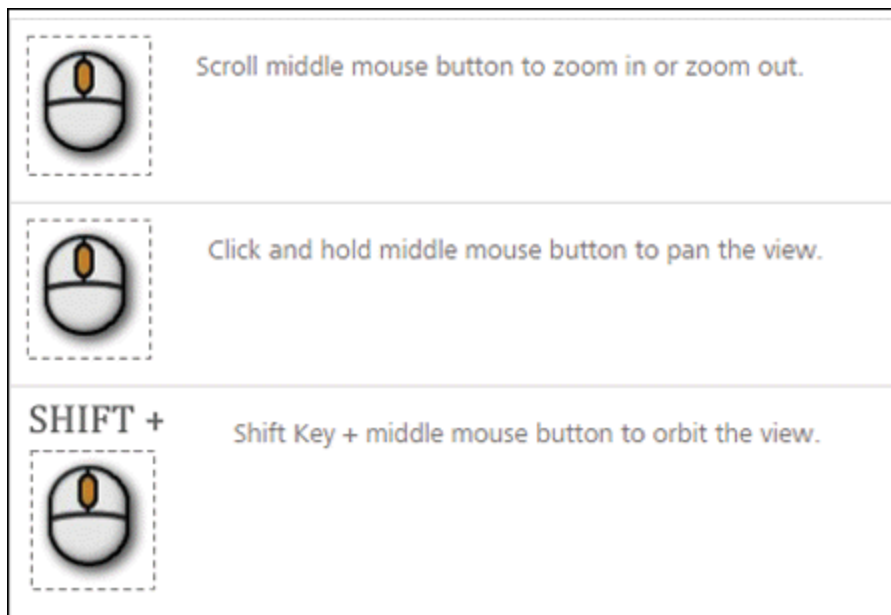 Scroll middle mouse button to zoom in or zoom out.
Click and hold middle mouse button to pan the view.
SHIFT +
Shift Key + middle mouse button to orbit the view.